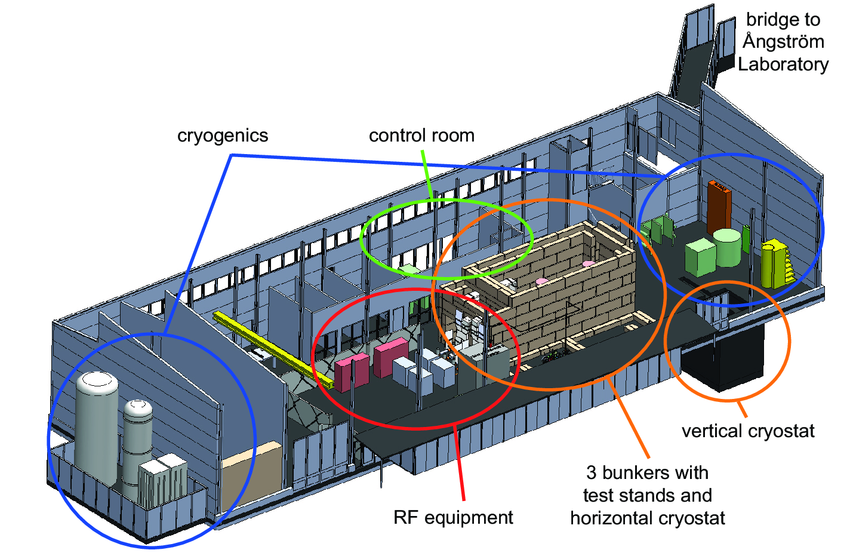 bridge to
Ångström
Laboratory
cryogenics
control room
vertical cryostat
3 bunkers with
test stands and
horizontal cryostat
RF equipment